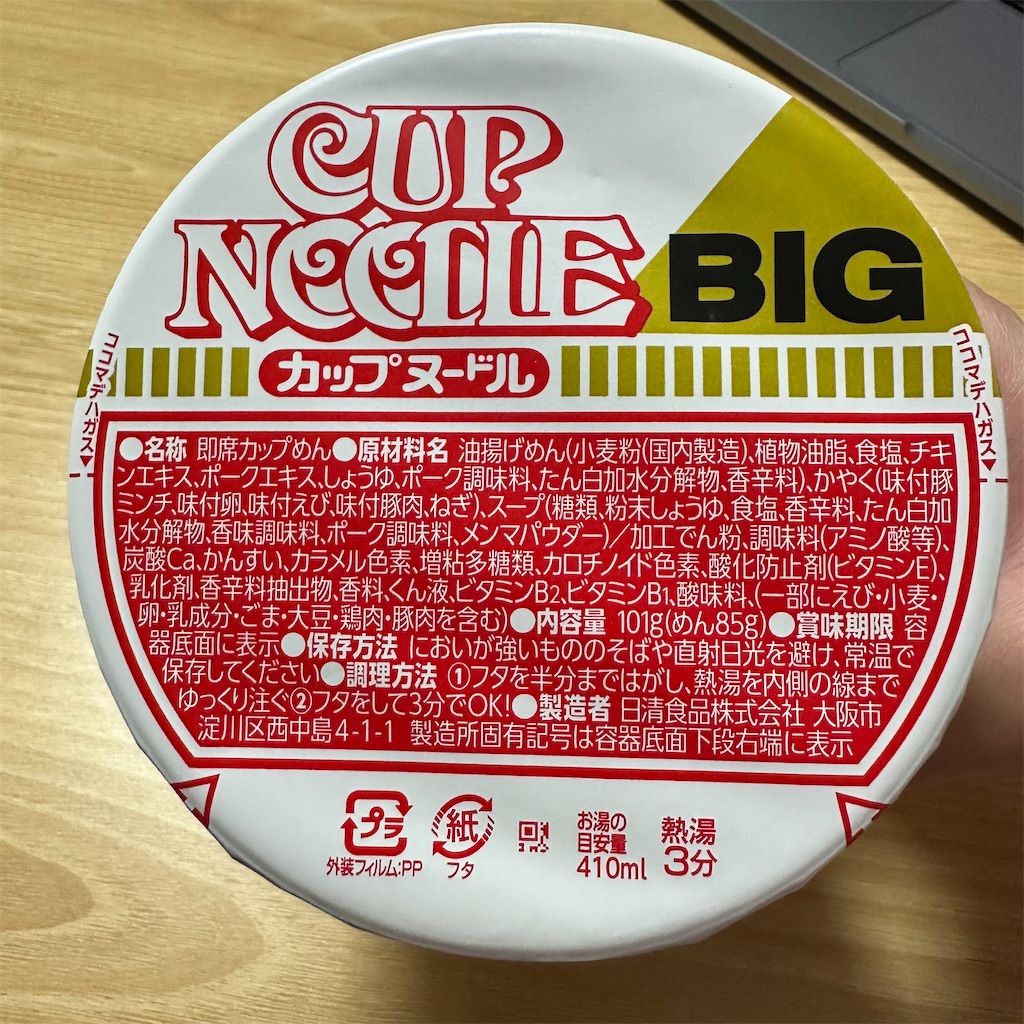 CUP
NOODLE BIG
カップヌードル
ココマデハガス
ココマデハガス
●名称 即席カップめん●原材料名 油揚げめん(小麦粉(国内製造)､植物油脂､食塩､チキ
ンエキス､ポークエキス､しょうゆ､ポーク調味料､たん白加水分解物､香辛料)､かやく(味付豚
ミンチ､味付卵､味付えび､味付豚肉､ねぎ)､スープ(糖類､粉末しょうゆ､食塩､香辛料､たん白加
水分解物､香味調味料､ポーク調味料､メンマパウダー)／加工でん粉､調味料(アミノ酸等)､
炭酸Ca､かんすい､カラメル色素､増粘多糖類､カロチノイド色素､酸化防止剤(ビタミンE)､
乳化剤､香辛料抽出物､香料､くん液､ビタミンB2､ビタミンB1､酸味料､(一部にえび・小麦・
卵・乳成分・ごま・大豆・鶏肉・豚肉を含む)●内容量 101g(めん85g)●賞味期限 容
器底面に表示●保存方法 においが強いもののそばや直射日光を避け､常温で
保存してください●調理方法 ①フタを半分まではがし､熱湯を内側の線まで
ゆっくり注ぐ②フタをして3分でOK!●製造者 日清食品株式会社 大阪市
淀川区西中島4-1-1 製造所固有記号は容器底面下段右端に表示
プラ 紙 お湯の 目安量 410ml 熱湯 3分
外装フィルム:PP フタ